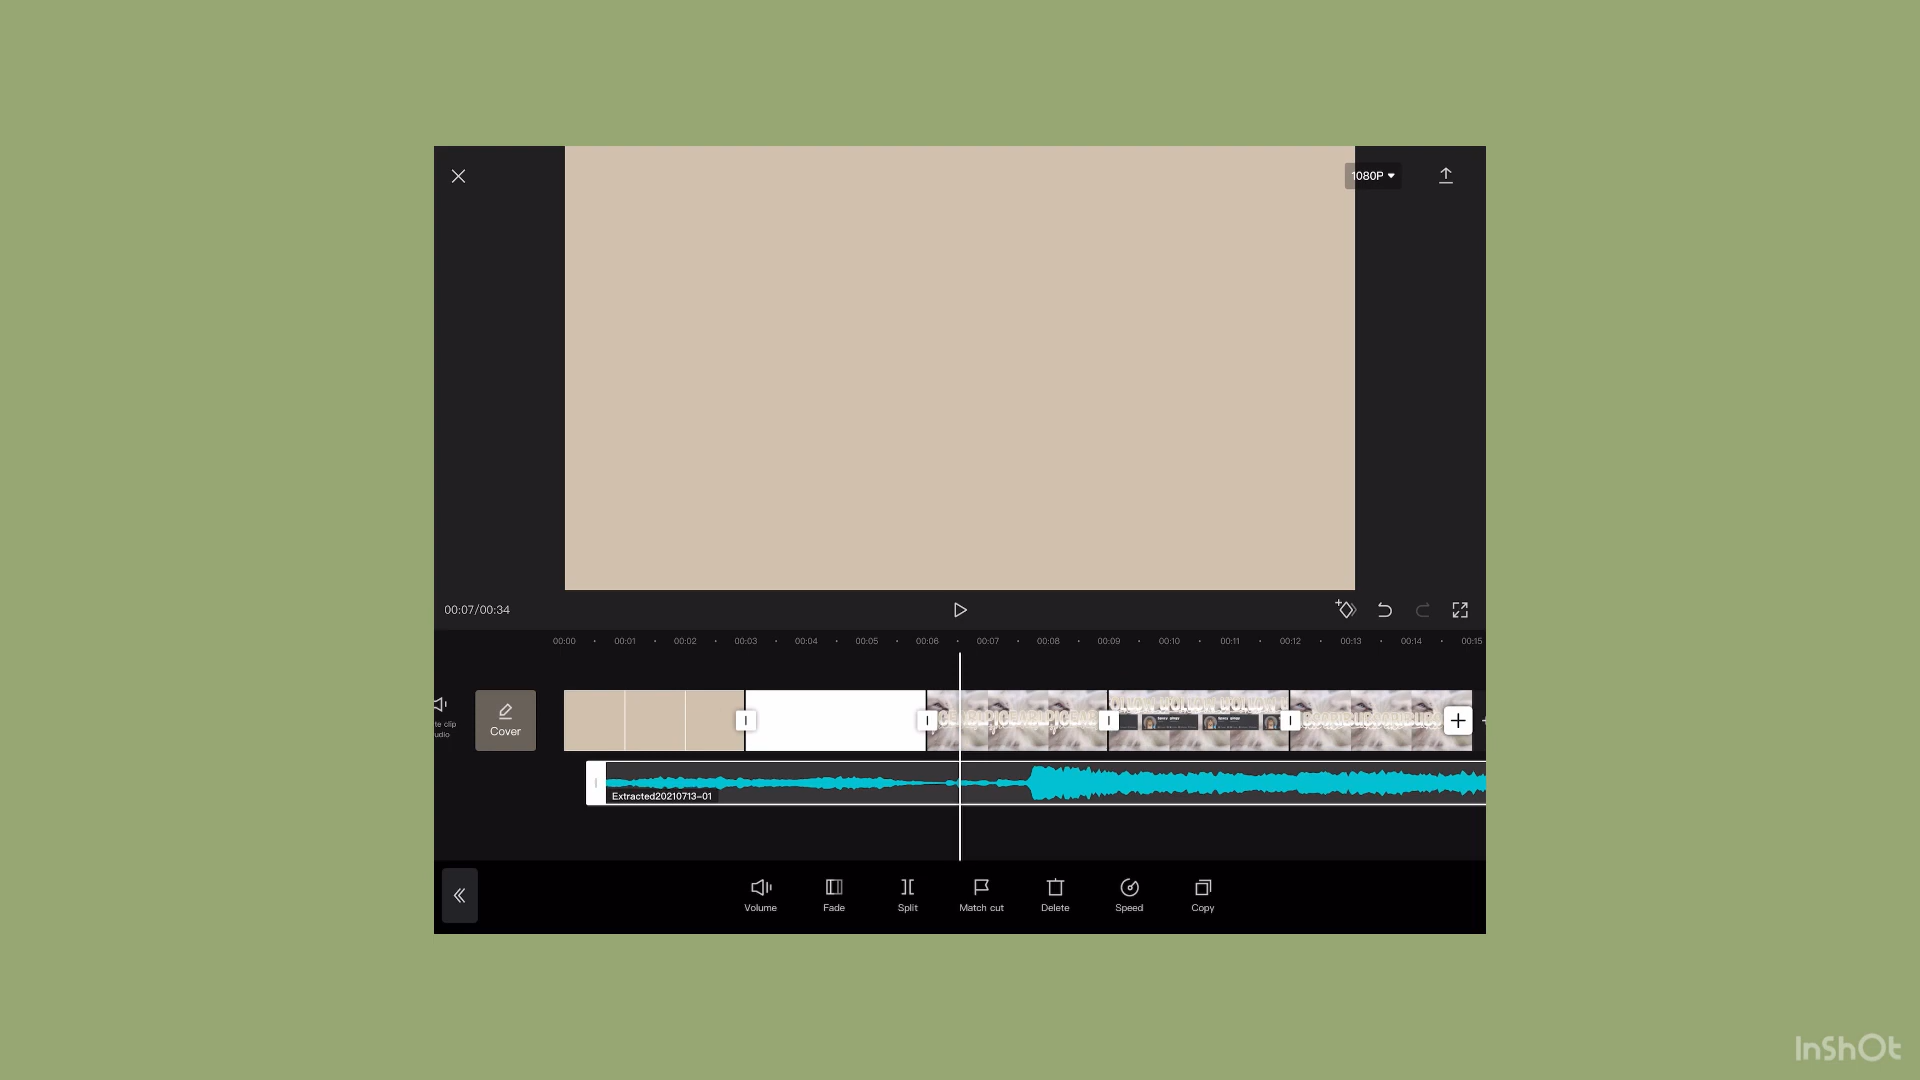 1080P
00:07/00:34
00:00 00:01 00:02 00:03 00:04 00:05 00:06 00:07 00:08 00:09 00:10 00:11 00:12 00:13 00:14 00:15
Cover
Extracted20210713-01
Volume Fade Split Match cut Delete Speed Copy
InShOt